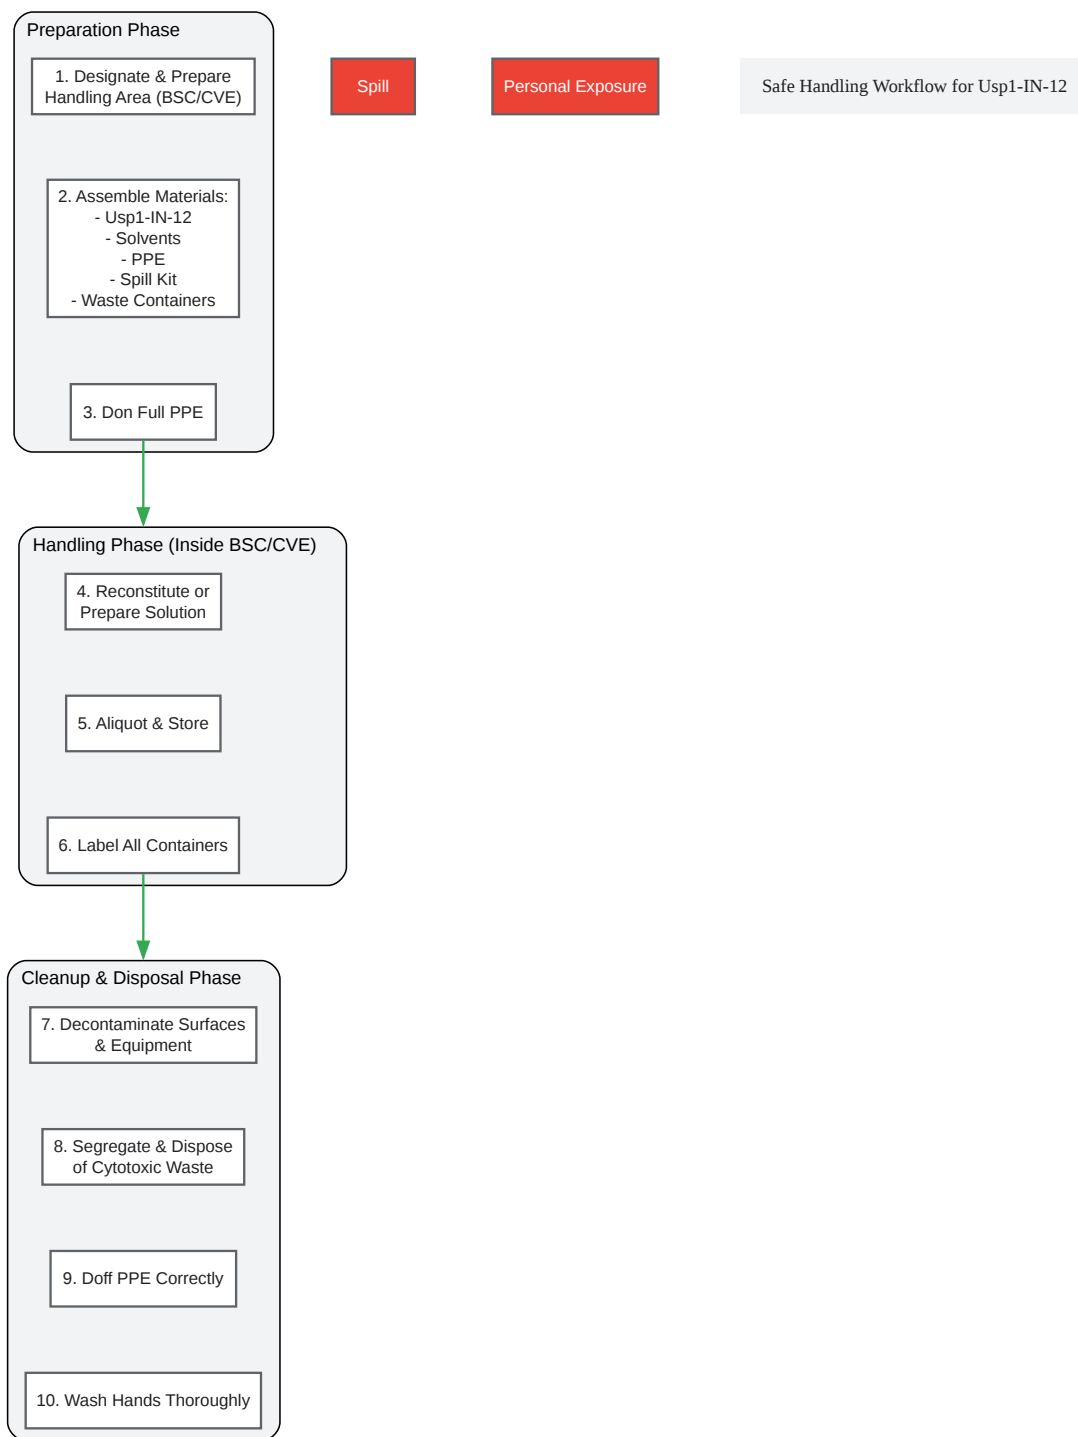 Preparation Phase
1. Designate & Prepare
Handling Area (BSC/CVE)
Spill
Personal Exposure
Safe Handling Workflow for Usp1-IN-12
2. Assemble Materials:
- Usp1-IN-12
- Solvents
- PPE
- Spill Kit
- Waste Containers
3. Don Full PPE
Handling Phase (Inside BSC/CVE)
4. Reconstitute or
Prepare Solution
5. Aliquot & Store
6. Label All Containers
Cleanup & Disposal Phase
7. Decontaminate Surfaces
& Equipment
8. Segregate & Dispose
of Cytotoxic Waste
9. Doff PPE Correctly
10. Wash Hands Thoroughly